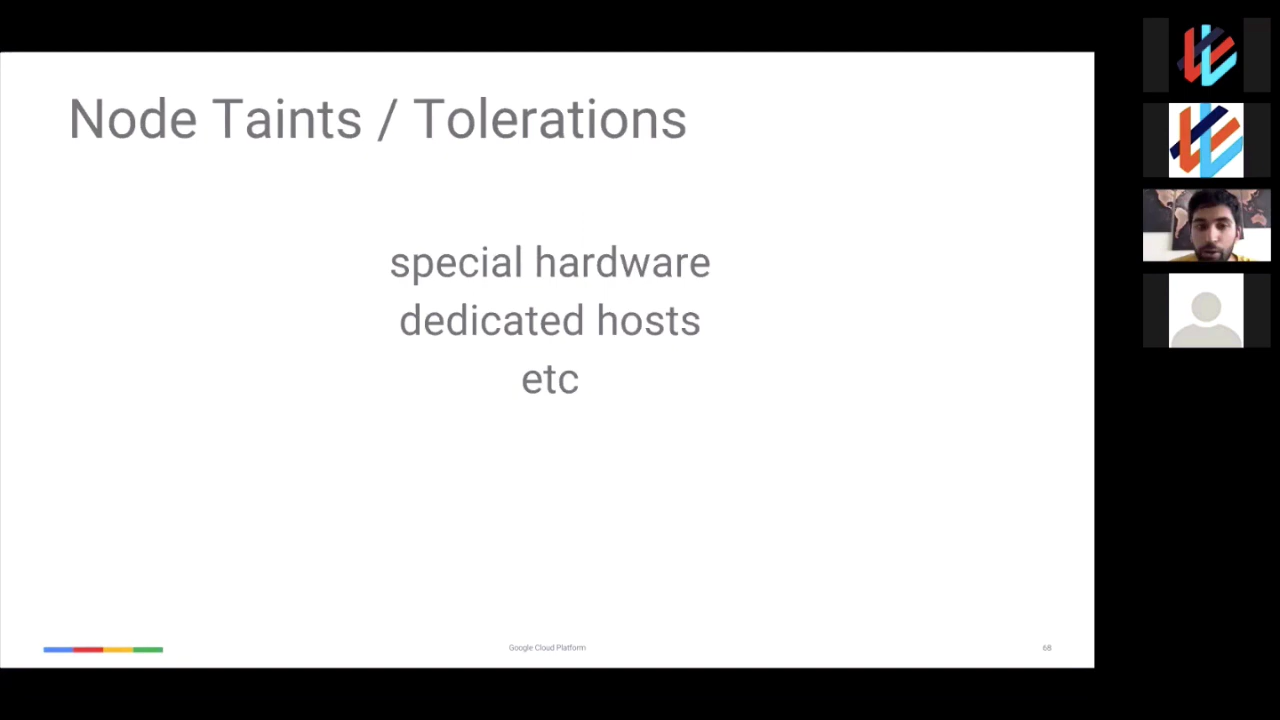 Node Taints / Tolerations
special hardware
dedicated hosts
etc
Google Cloud Platform
68